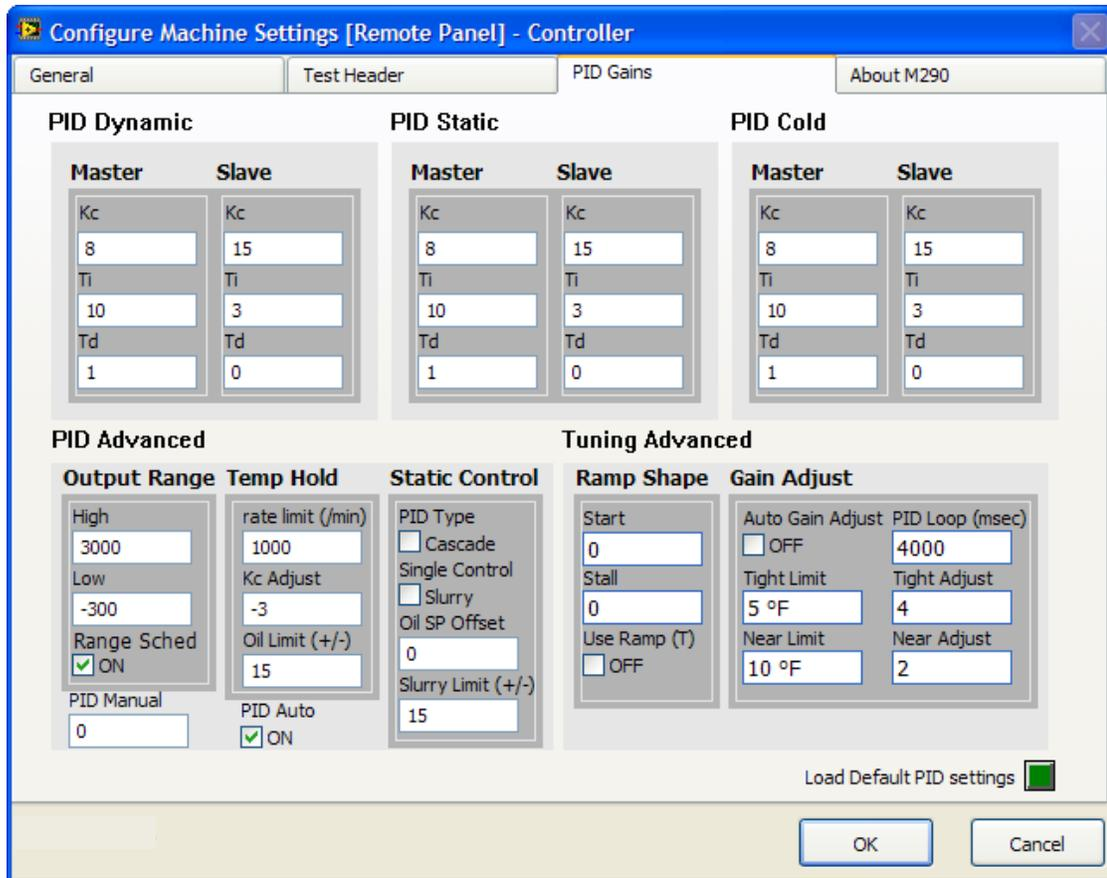 Configure Machine Settings [Remote Panel] - Controller
General Test Header PID Gains About M290
PID Dynamic PID Static PID Cold
Master Slave Master Slave Master Slave
Kc Kc Kc Kc Kc Kc
8 15 8 15 8 15
Ti Ti Ti Ti Ti Ti
10 3 10 3 10 3
Td Td Td Td Td Td
1 0 1 0 1 0
PID Advanced
Output Range
High
3000
Low
-300
Range Sched
ON
PID Manual
0
Temp Hold
rate limit (/min)
1000
Kc Adjust
-3
Oil Limit (+/-)
15
PID Auto
ON
Static Control
PID Type
Cascade
Single Control
Slurry
Oil SP Offset
0
Slurry Limit (+/-)
15
Tuning Advanced
Ramp Shape
Start
0
Stall
0
Use Ramp (T)
OFF
Gain Adjust
Auto Gain Adjust PID Loop (msec)
OFF 4000
Tight Limit Tight Adjust
5 ºF 4
Near Limit Near Adjust
10 ºF 2
Load Default PID settings
OK Cancel